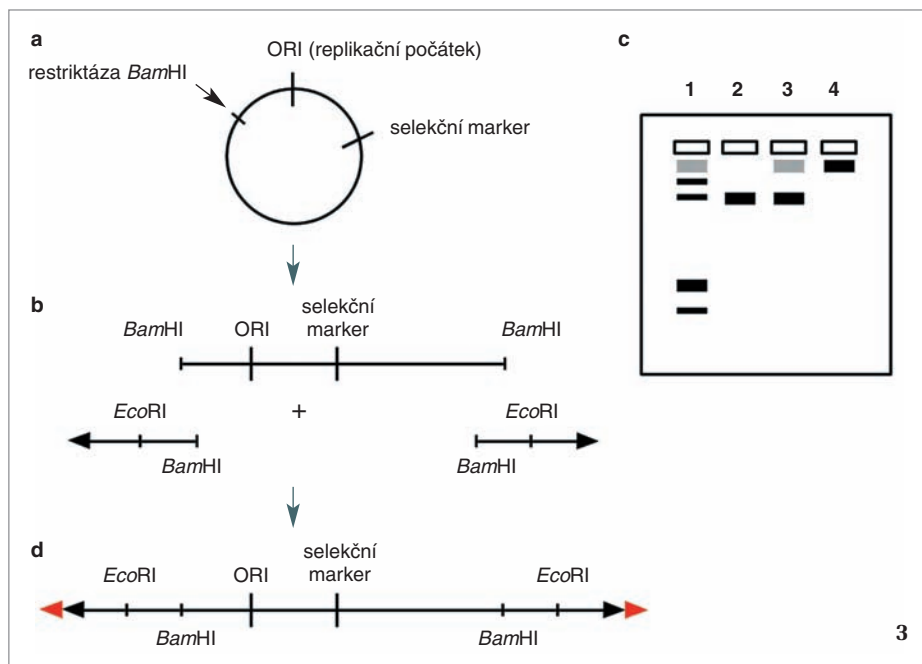 a
ORI (replikační počátek)
restriktáza BamHI
selekční marker
b
selekční
marker
BamHI
ORI
BamHI
EcoRI
+
EcoRI
BamHI
BamHI
d
selekční
marker
EcoRI
ORI
EcoRI
BamHI
BamHI
c
1 2 3 4
3